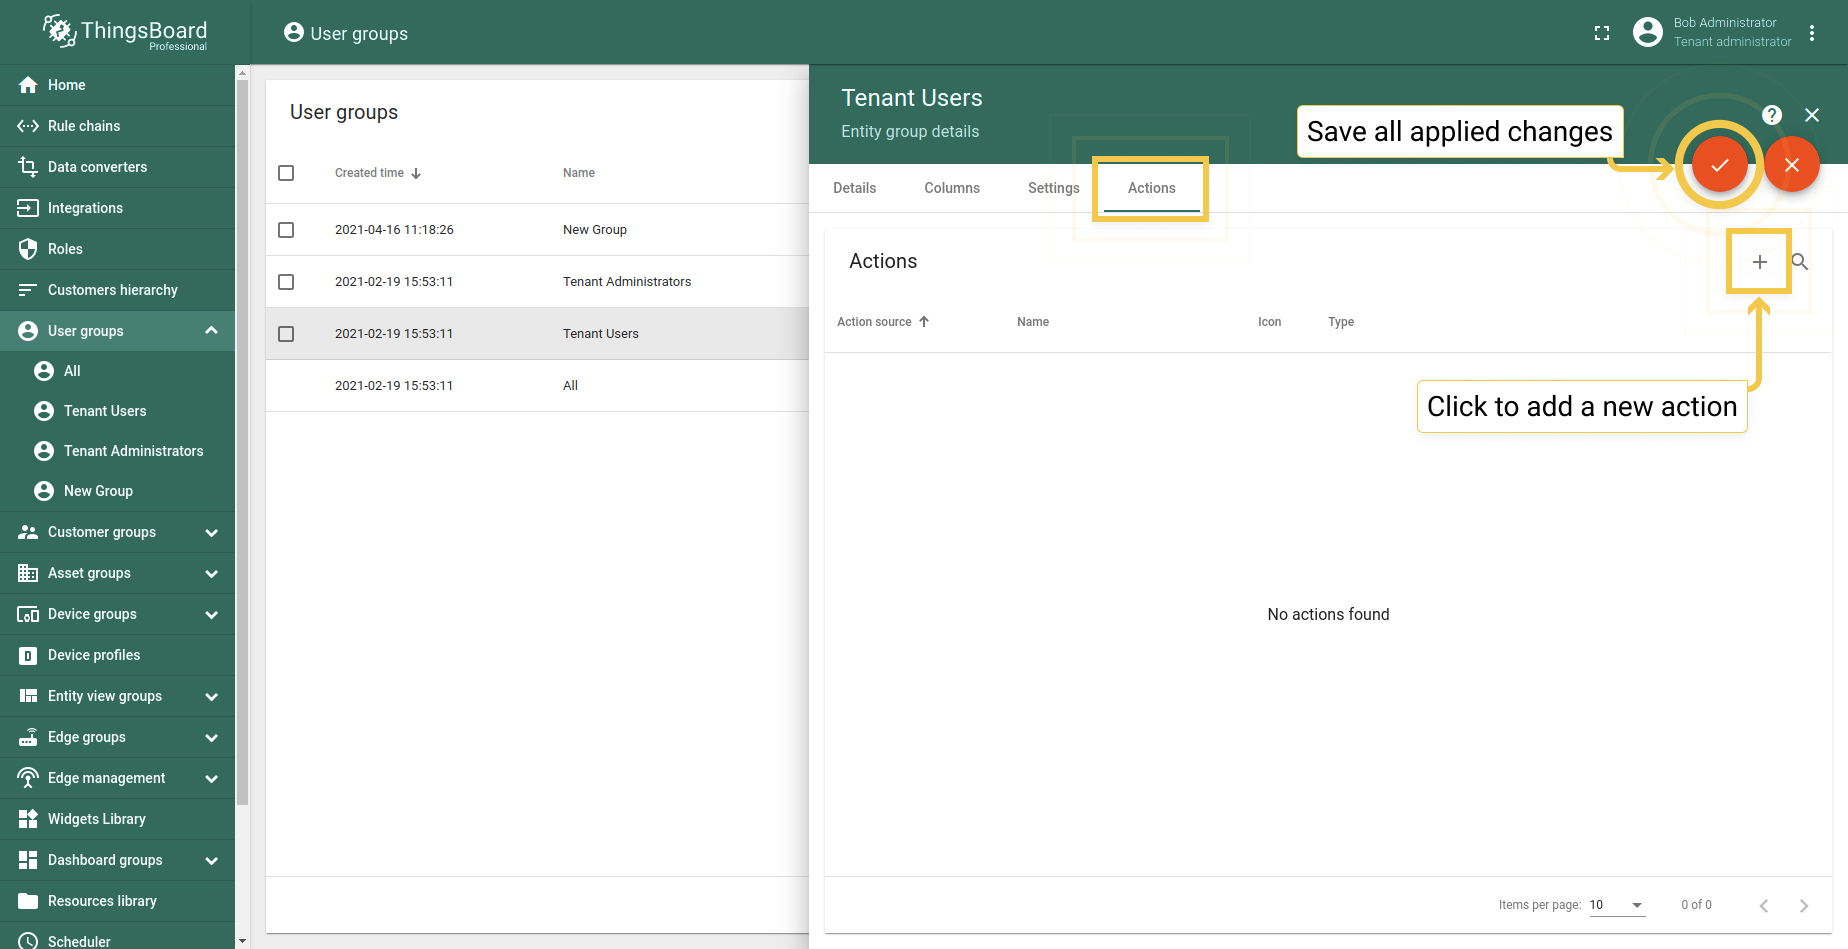 ThingsBoard
Professional
User groups
Bob Administrator
Tenant administrator
Home
Rule chains
Data converters
Integrations
Roles
Customers hierarchy
User groups
All
Tenant Users
Tenant Administrators
New Group
Customer groups
Asset groups
Device groups
Device profiles
Entity view groups
Edge groups
Edge management
Widgets Library
Dashboard groups
Resources library
Scheduler
User groups
Created time Name
2021-04-16 11:18:26 New Group
2021-02-19 15:53:11 Tenant Administrators
2021-02-19 15:53:11 Tenant Users
2021-02-19 15:53:11 All
Tenant Users
Entity group details
Save all applied changes
Details Columns Settings Actions
Actions
Action source Name Icon Type
Click to add a new action
No actions found
Items per page: 10 0 of 0